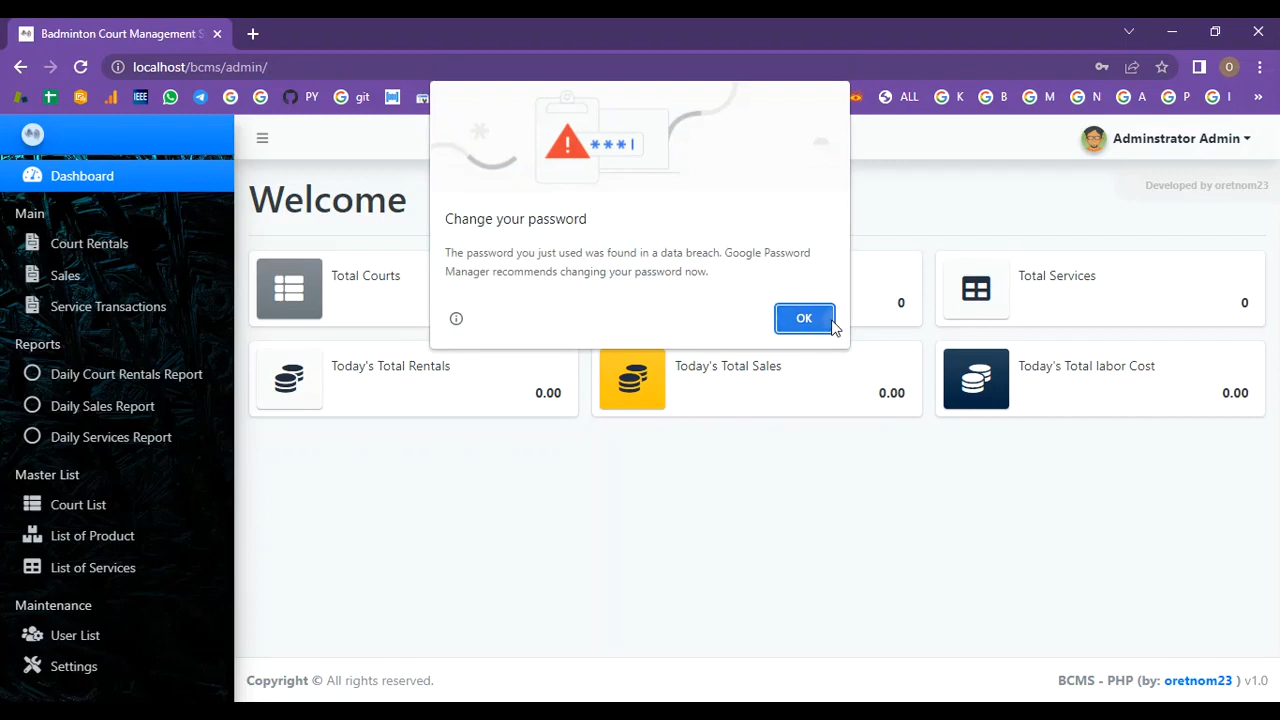 Badminton Court Management S
localhost/bcms/admin/
O
IEEE
PY
git
ALL
K
B
M
N
A
P
I
»
Adminstrator Admin
Developed by oretnom23
Dashboard
Main
Court Rentals
Sales
Service Transactions
Reports
Daily Court Rentals Report
Daily Sales Report
Daily Services Report
Master List
Court List
List of Product
List of Services
Maintenance
User List
Settings
Welcome
***|
Change your password
The password you just used was found in a data breach. Google Password
Manager recommends changing your password now.
OK
Total Courts
0
Total Services
0
Today's Total Rentals
0.00
Today's Total Sales
0.00
Today's Total labor Cost
0.00
Copyright © All rights reserved.
BCMS - PHP (by: oretnom23 ) v1.0